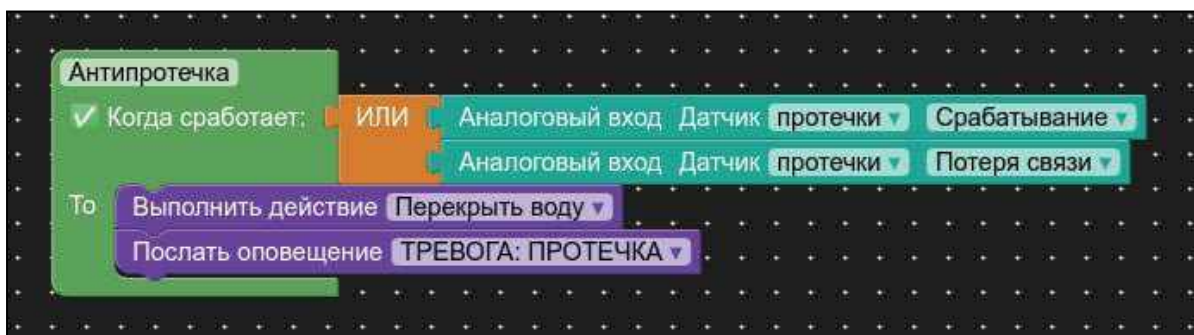 Антипротечка
Когда сработает: ИЛИ Аналоговый вход Датчик протечки Срабатывание
Аналоговый вход Датчик протечки Потеря связи
То Выполнить действие Перекрыть воду
Послать оповещение ТРЕВОГА: ПРОТЕЧКА